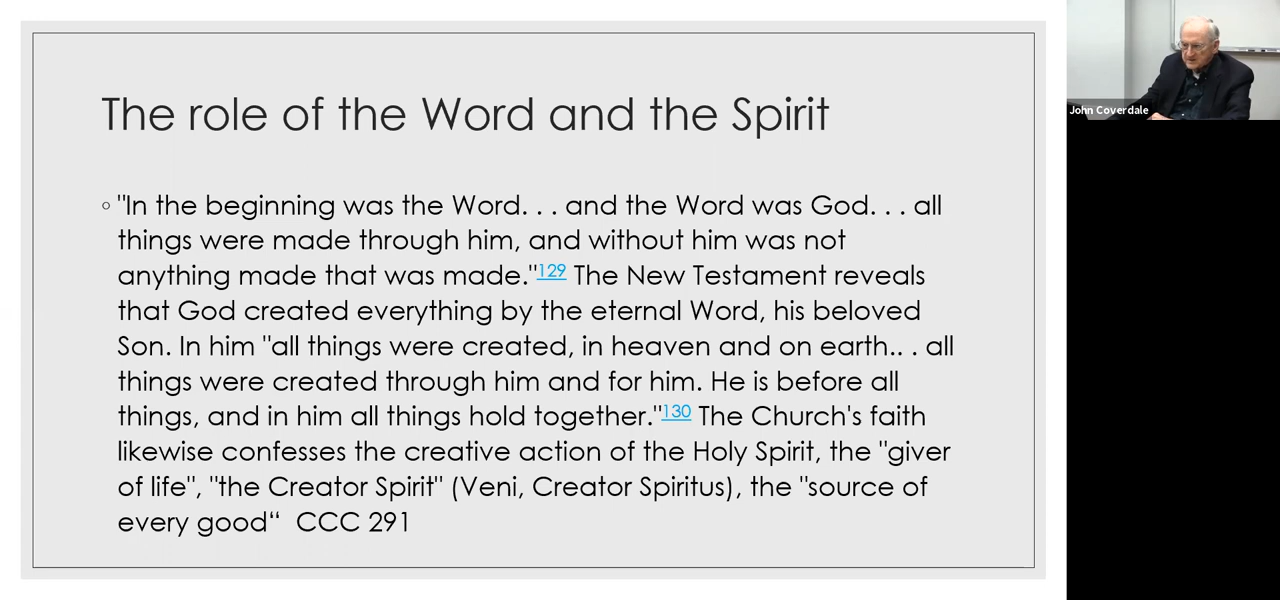 The role of the Word and the Spirit
◦ "In the beginning was the Word. . . and the Word was God. . . all
things were made through him, and without him was not
anything made that was made."129 The New Testament reveals
that God created everything by the eternal Word, his beloved
Son. In him "all things were created, in heaven and on earth.. . all
things were created through him and for him. He is before all
things, and in him all things hold together."130 The Church's faith
likewise confesses the creative action of the Holy Spirit, the "giver
of life", "the Creator Spirit" (Veni, Creator Spiritus), the "source of
every good“  CCC 291
John Coverdale